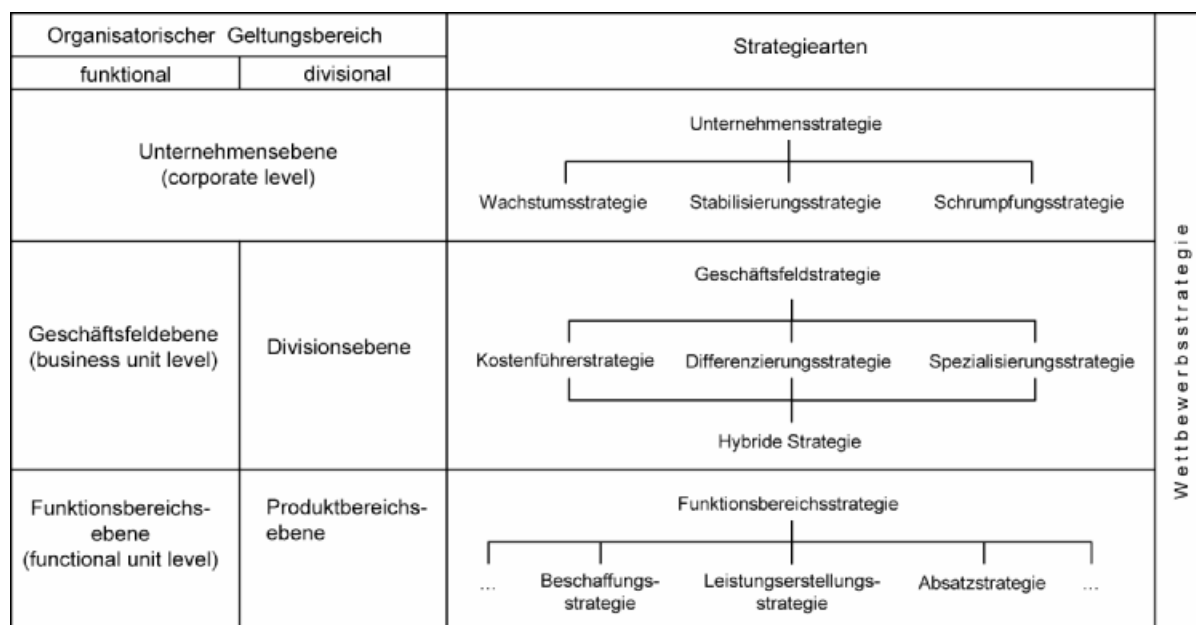 Organisatorischer Geltungsbereich
Strategiearten
funktional
divisional
Unternehmensebene
(corporate level)
Unternehmensstrategie
Wachstumsstrategie
Stabilisierungsstrategie
Schrumpfungsstrategie
Geschäftsfeldebene
(business unit level)
Divisionsebene
Geschäftsfeldstrategie
Kostenführerstrategie
Differenzierungsstrategie
Spezialisierungsstrategie
Hybride Strategie
Funktionsbereichs-
ebene
(functional unit level)
Produktbereichs-
ebene
Funktionsbereichsstrategie
...
Beschaffungs-
strategie
Leistungserstellungs-
strategie
Absatzstrategie
...
Wettbewerbsstrategie